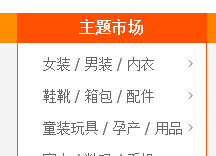 主题市场
女装 / 男装 / 内衣
鞋靴 / 箱包 / 配件
童装玩具 / 孕产 / 用品